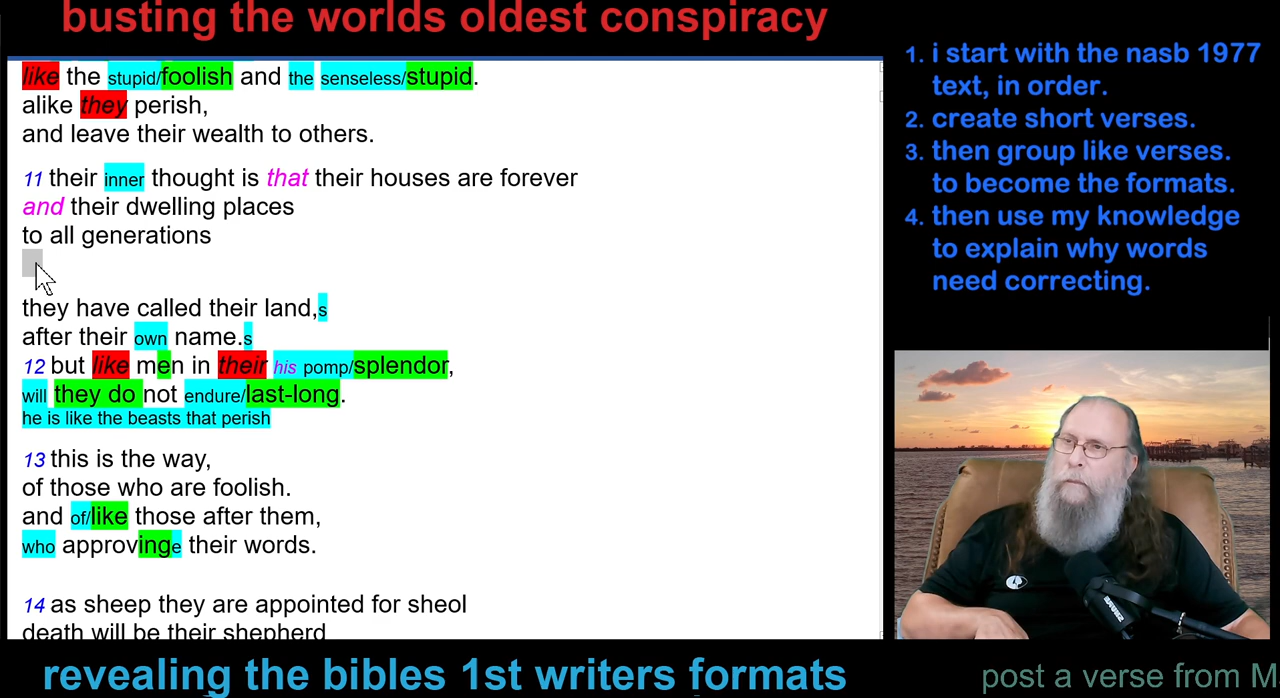 busting the worlds oldest conspiracy
like the stupid/foolish and the senseless/stupid.
alike they perish,
and leave their wealth to others.
11 their inner thought is that their houses are forever
and their dwelling places
to all generations
they have called their land,s
after their own name.s
12 but like men in their his pomp/splendor,
will they do not endure/last-long.
he is like the beasts that perish
13 this is the way,
of those who are foolish.
and of/like those after them,
who approvinge their words.
14 as sheep they are appointed for sheol
death will be their shepherd
1. i start with the nasb 1977
text, in order.
2. create short verses.
3. then group like verses.
to become the formats.
4. then use my knowledge
to explain why words
need correcting.
revealing the bibles 1st writers formats
post a verse from M